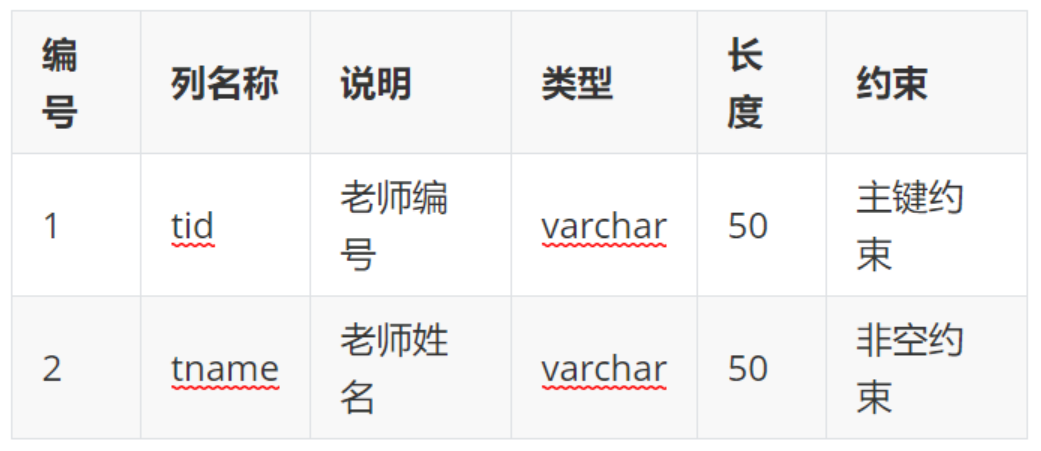 编号 列名称 说明 类型 长度 约束
1 tid 老师编号 varchar 50 主键约束
2 tname 老师姓名 varchar 50 非空约束